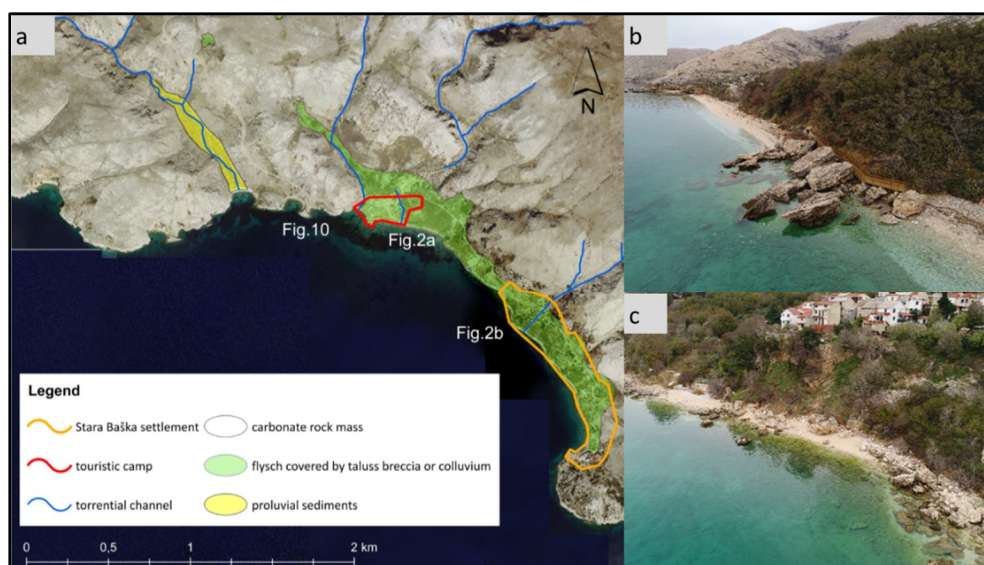 a
N
Fig.10
Fig.2a
Fig.2b
Legend
Stara Baška settlement
carbonate rock mass
touristic camp
flysch covered by taluss breccia or colluvium
torrential channel
proluvial sediments
0 0,5 1 2 km
b
c